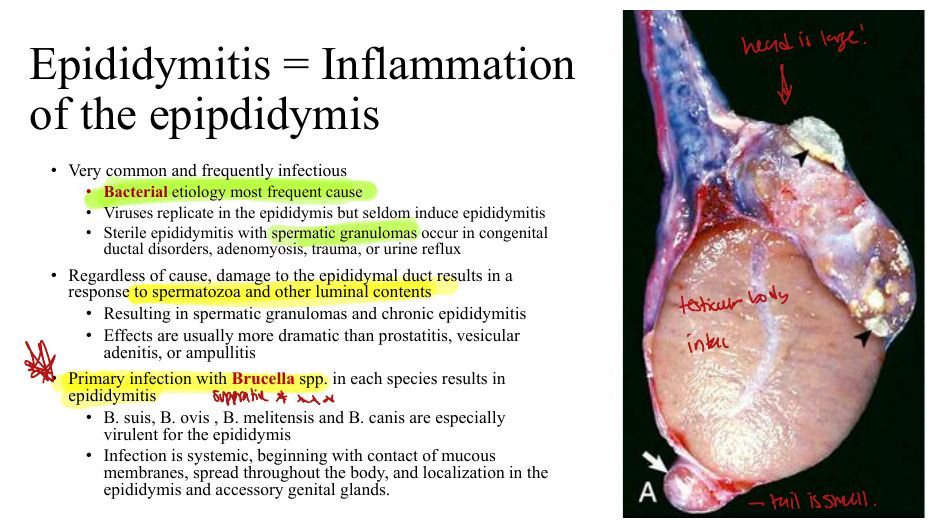 Epididymitis = Inflammation
of the epipdidymis
• Very common and frequently infectious
• Bacterial etiology most frequent cause
• Viruses replicate in the epididymis but seldom induce epididymitis
• Sterile epididymitis with spermatic granulomas occur in congenital
ductal disorders, adenomyosis, trauma, or urine reflux
• Regardless of cause, damage to the epididymal duct results in a
response to spermatozoa and other luminal contents
• Resulting in spermatic granulomas and chronic epididymitis
• Effects are usually more dramatic than prostatitis, vesicular
adenitis, or ampullitis
• Primary infection with Brucella spp. in each species results in
epididymitis
• B. suis, B. ovis , B. melitensis and B. canis are especially
virulent for the epididymis
• Infection is systemic, beginning with contact of mucous
membranes, spread throughout the body, and localization in the
epididymis and accessory genital glands.
head is large!
testicular body
A
– tail is small.